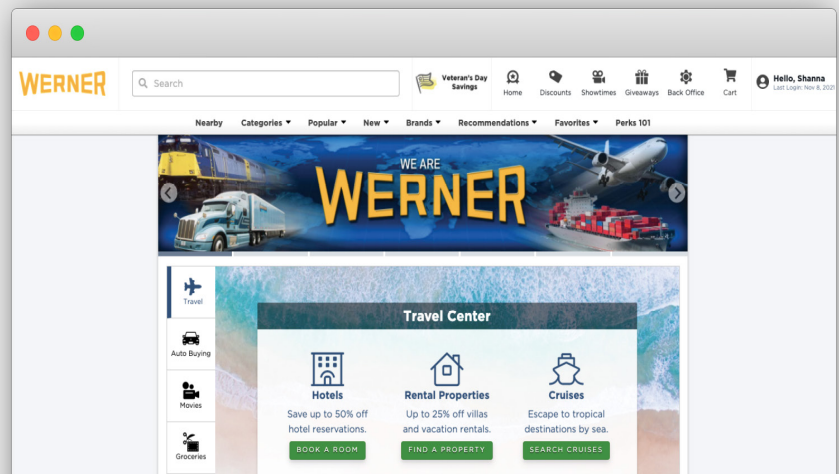 WERNER
Search
Veteran's Day
Savings
Home
Discounts
Showtimes
Giveaways
Back Office
Cart
Hello, Shanna
Last Login: Nov 8, 2021
Nearby
Categories
Popular
New
Brands
Recommendations
Favorites
Perks 101
WE ARE
WERNER
Travel
Auto Buying
Movies
Groceries
Travel Center
Hotels
Save up to 50% off
hotel reservations.
BOOK A ROOM
Rental Properties
Up to 25% off villas
and vacation rentals.
FIND A PROPERTY
Cruises
Escape to tropical
destinations by sea.
SEARCH CRUISES